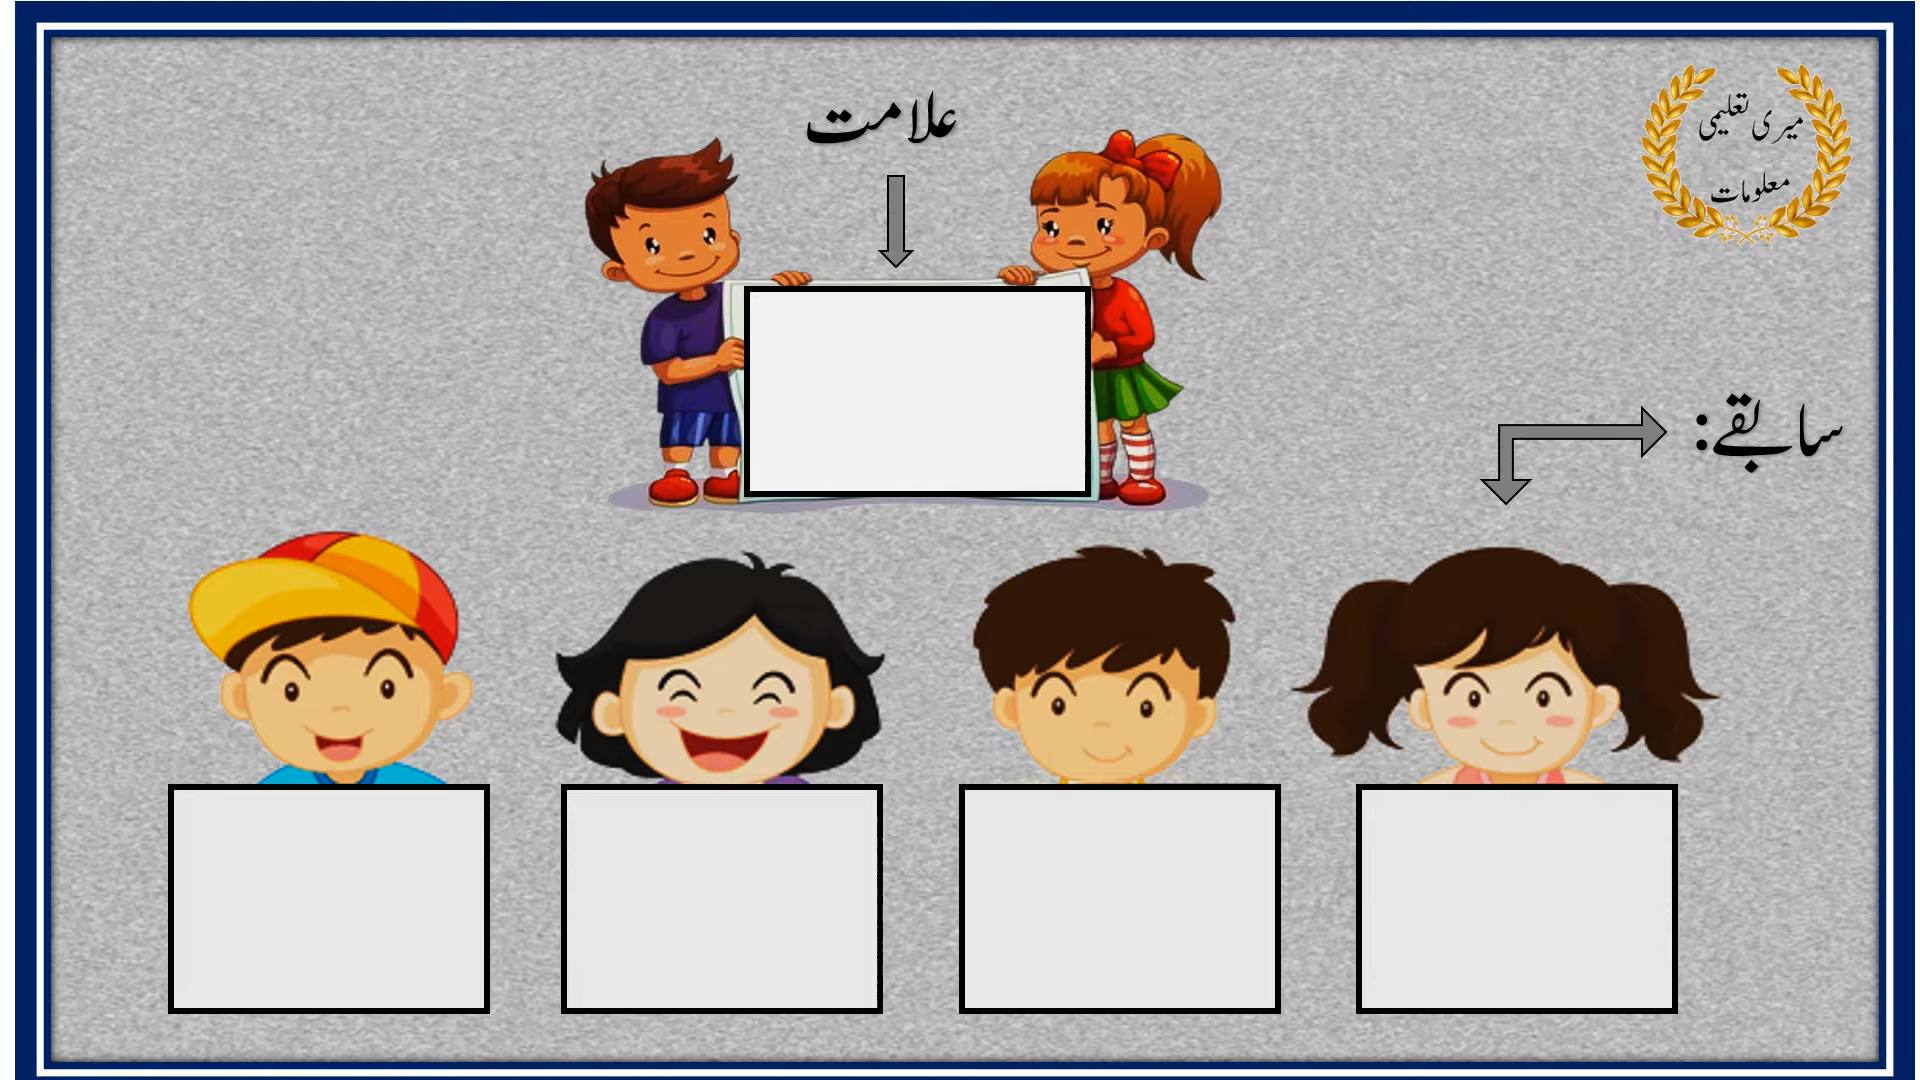 علامت
میری تعلیمی
معلومات
سابقے: